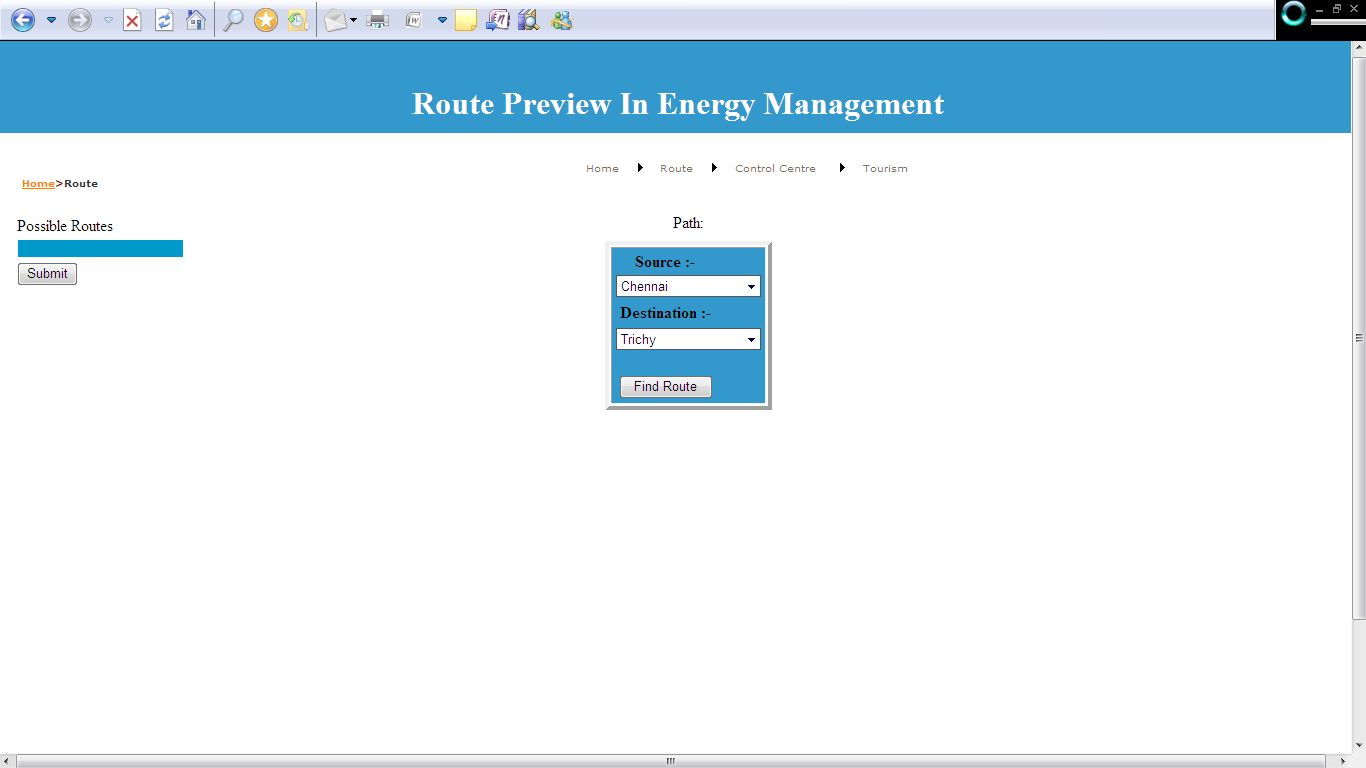 Route Preview In Energy Management
Home Route Control Centre Tourism
Home>Route
Possible Routes
Submit
Path:
Source :-
Chennai
Destination :-
Trichy
Find Route